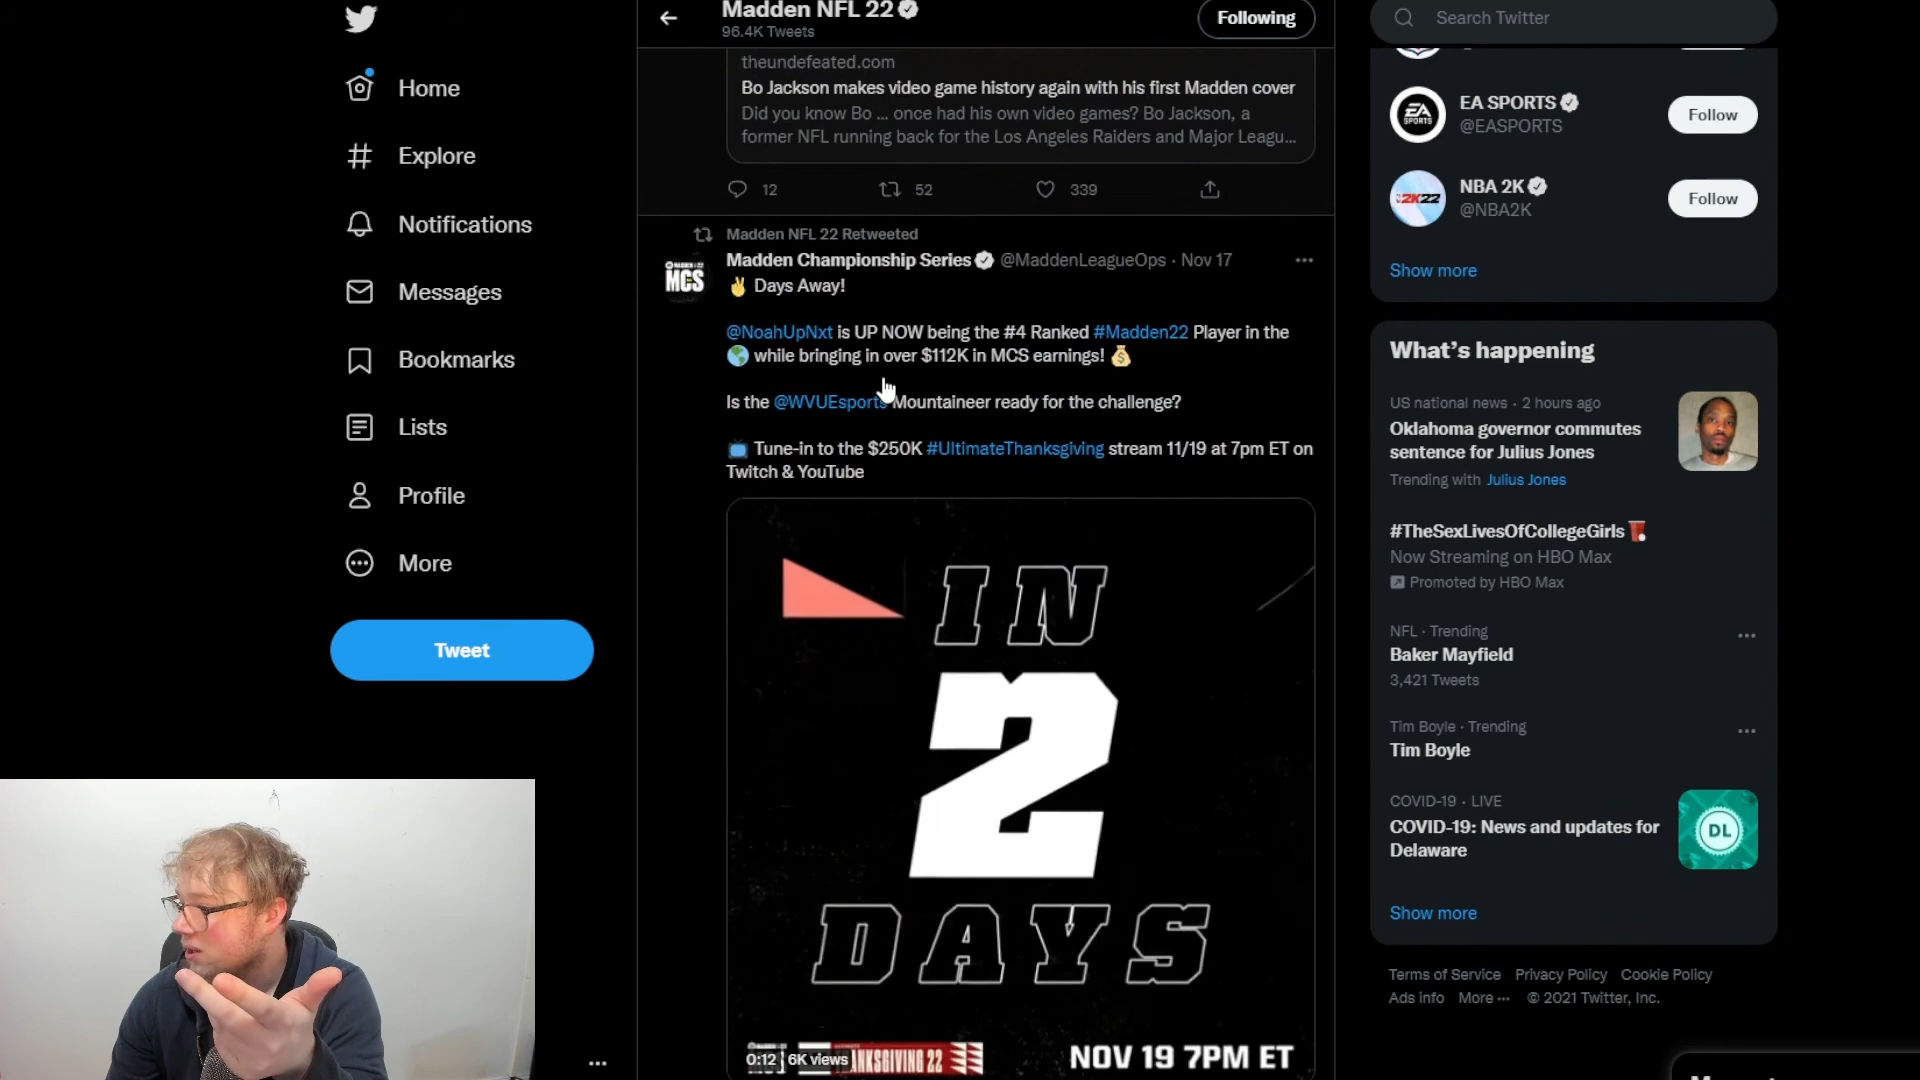 Home
Explore
Notifications
Messages
Bookmarks
Lists
Profile
More
Tweet
Madden NFL 22
96.4K Tweets
Following
theundefeated.com
Bo Jackson makes video game history again with his first Madden cover
Did you know Bo ... once had his own video games? Bo Jackson, a
former NFL running back for the Los Angeles Raiders and Major Leagu...
12 52 339
Madden NFL 22 Retweeted
MCS
Madden Championship Series @MaddenLeagueOps · Nov 17
✌️ Days Away!
@NoahUpNxt is UP NOW being the #4 Ranked #Madden22 Player in the
🌎 while bringing in over $112K in MCS earnings! 💰
Is the @WVUEsports Mountaineer ready for the challenge?
📺 Tune-in to the $250K #UltimateThanksgiving stream 11/19 at 7pm ET on
Twitch & YouTube
IN
2
DAYS
0:12 6K views
ANKSGIVING 22
NOV 19 7PM ET
Search Twitter
EA SPORTS
EA SPORTS
@EASPORTS
Follow
2K22
NBA 2K
@NBA2K
Follow
Show more
What's happening
US national news · 2 hours ago
Oklahoma governor commutes
sentence for Julius Jones
Trending with Julius Jones
#TheSexLivesOfCollegeGirls
Now Streaming on HBO Max
Promoted by HBO Max
NFL · Trending
Baker Mayfield
3,421 Tweets
Tim Boyle · Trending
Tim Boyle
COVID-19 · LIVE
COVID-19: News and updates for
Delaware
DL
Show more
Terms of Service Privacy Policy Cookie Policy
Ads info More ··· © 2021 Twitter, Inc.